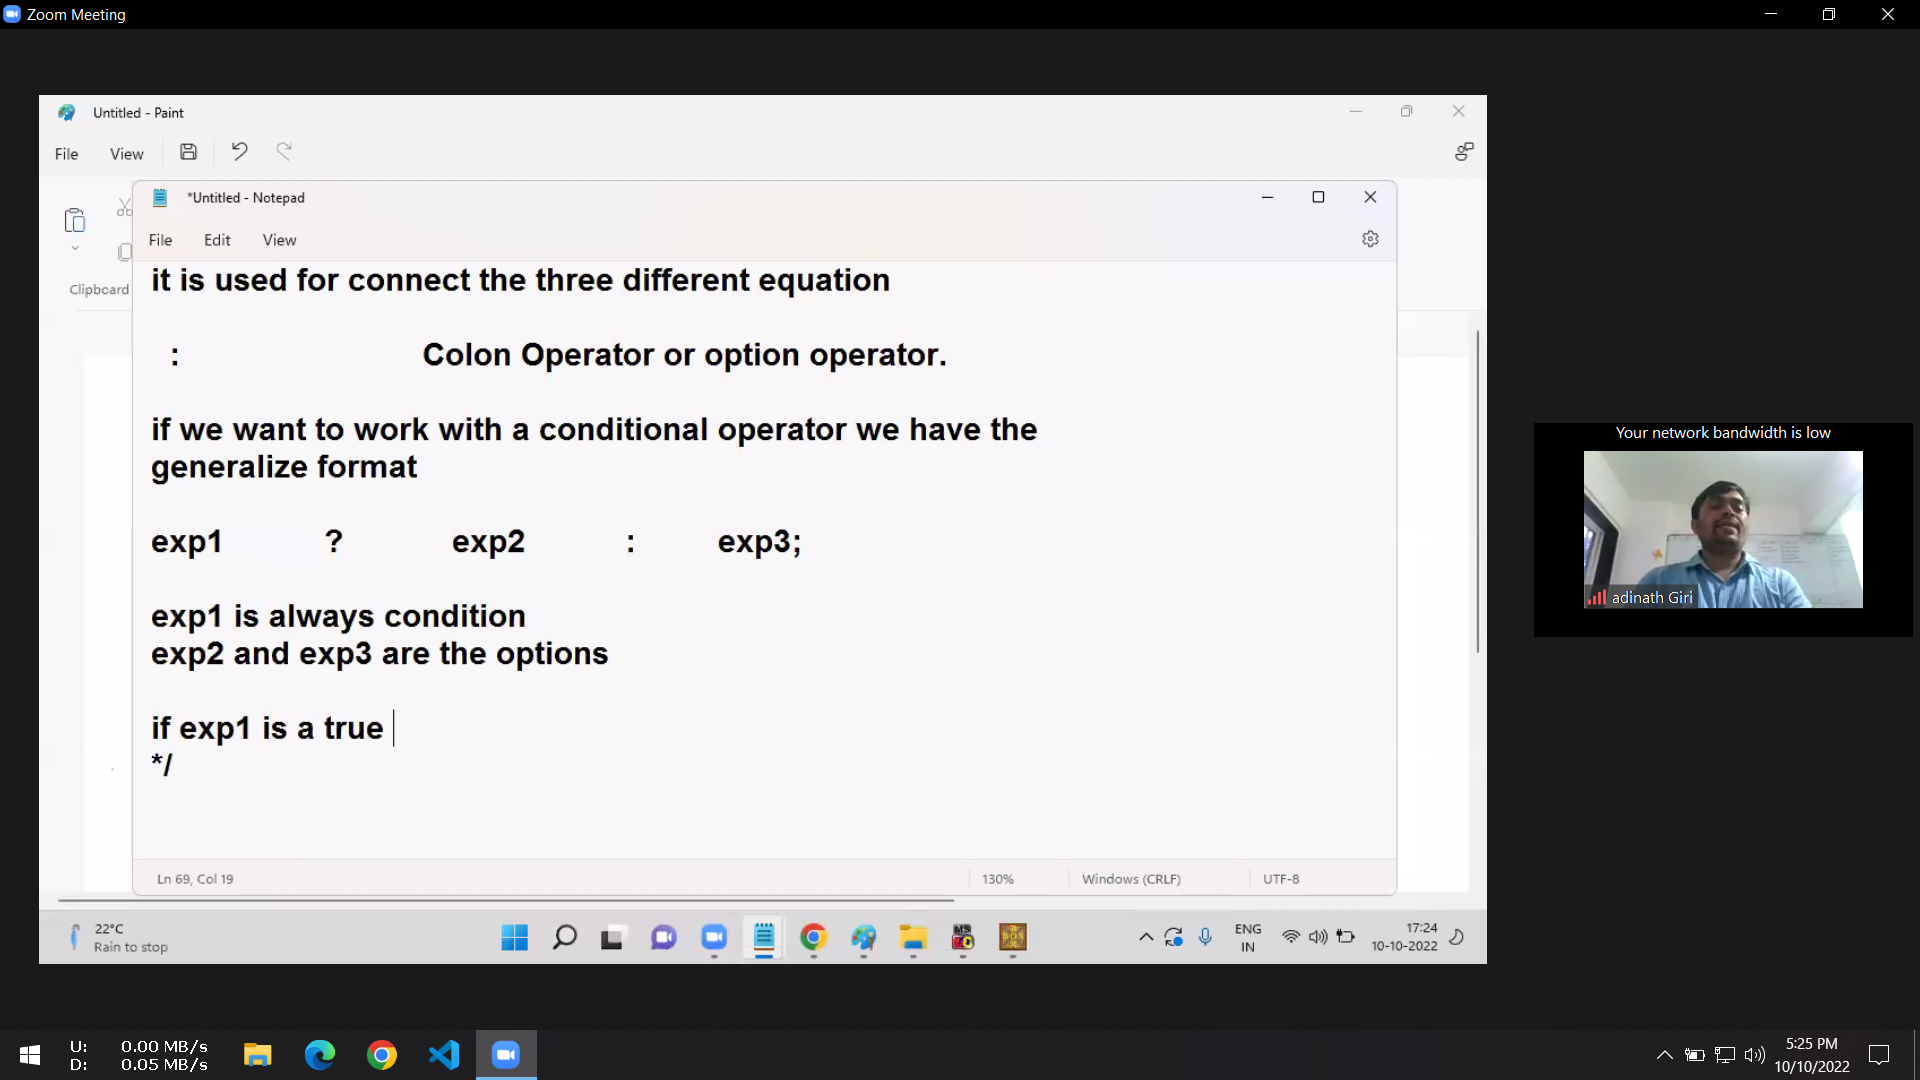 Zoom Meeting
Untitled - Paint
File View
*Untitled - Notepad
File Edit View
Clipboard
it is used for connect the three different equation
: Colon Operator or option operator.
if we want to work with a conditional operator we have the
generalize format
exp1 ? exp2 : exp3;
exp1 is always condition
exp2 and exp3 are the options
if exp1 is a true
*/
Ln 69, Col 19 130% Windows (CRLF) UTF-8
Your network bandwidth is low
adinath Giri
22°C
Rain to stop
ENG
IN
17:24
10-10-2022
U: 0.00 MB/s
D: 0.05 MB/s
5:25 PM
10/10/2022